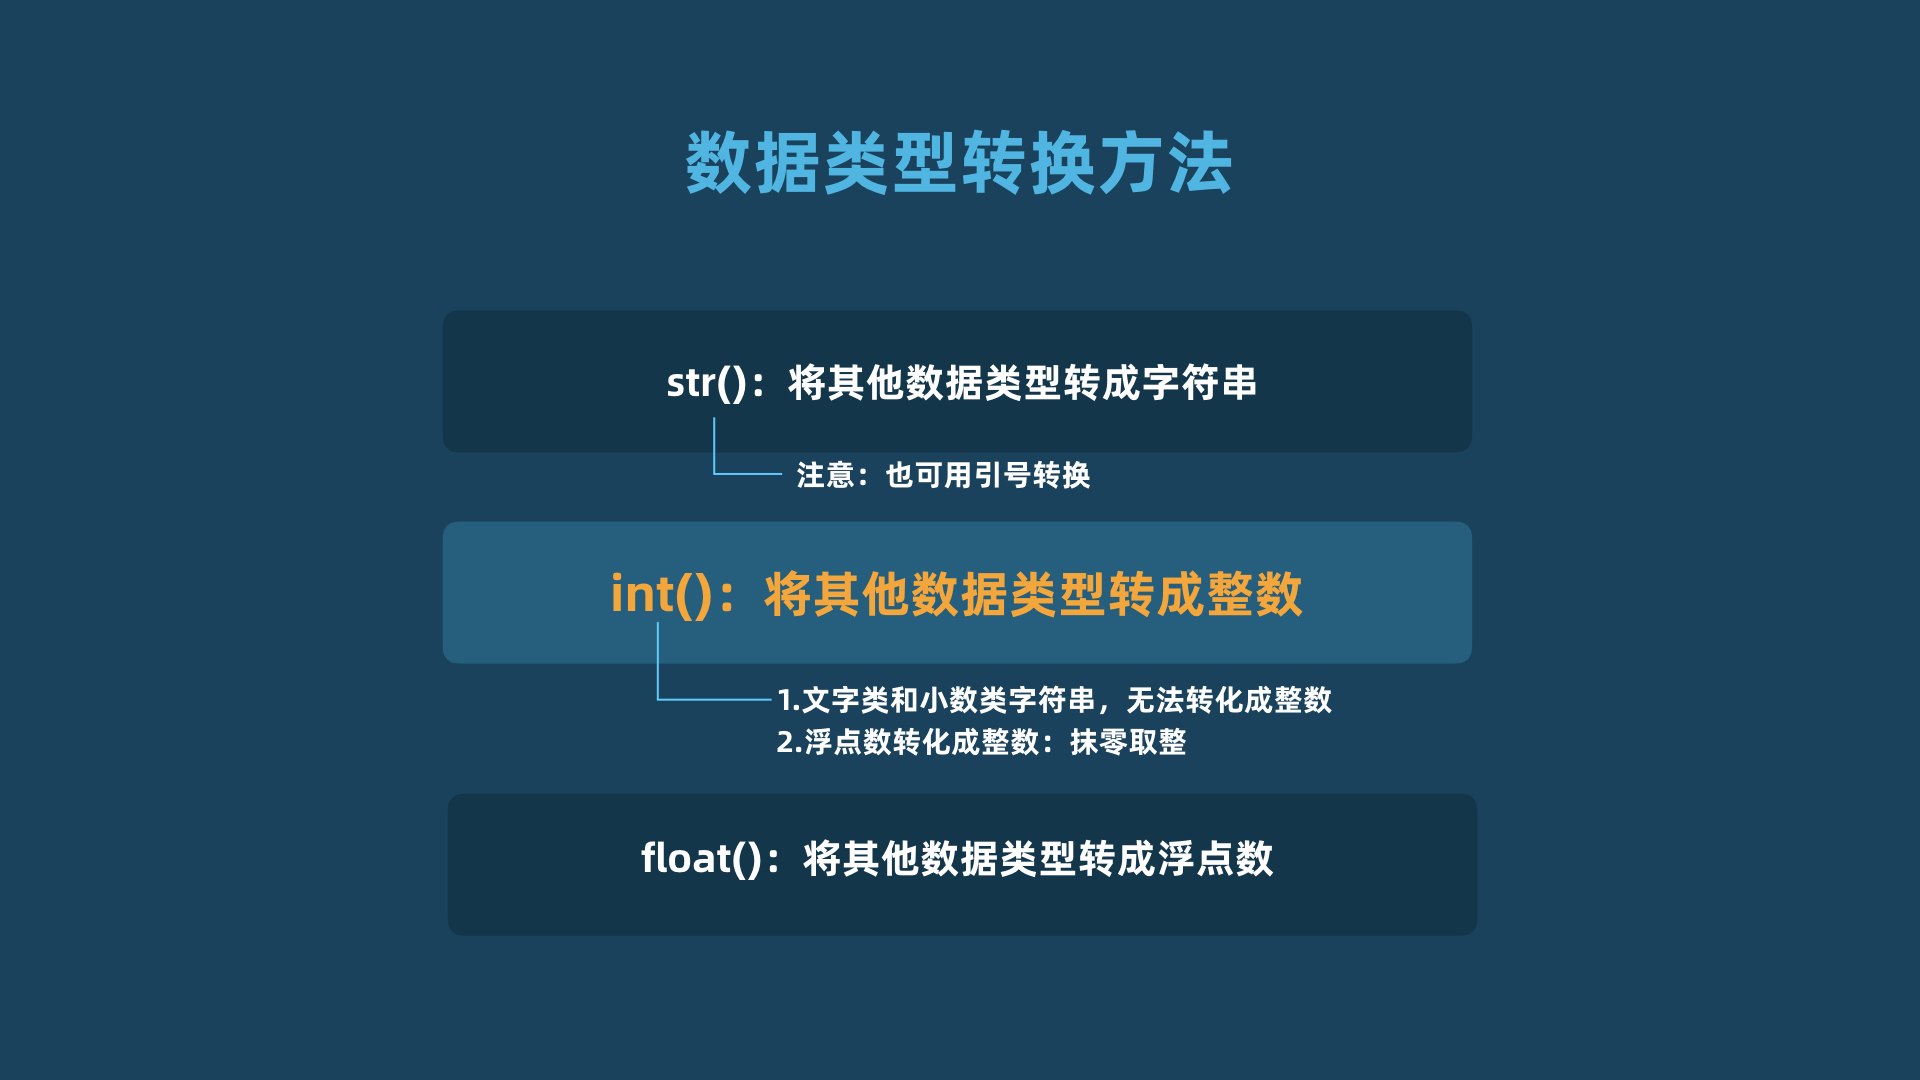 数据类型转换方法
str()：将其他数据类型转成字符串
注意：也可用引号转换
int()：将其他数据类型转成整数
1.文字类和小数类字符串，无法转化成整数
2.浮点数转化成整数：抹零取整
float()：将其他数据类型转成浮点数